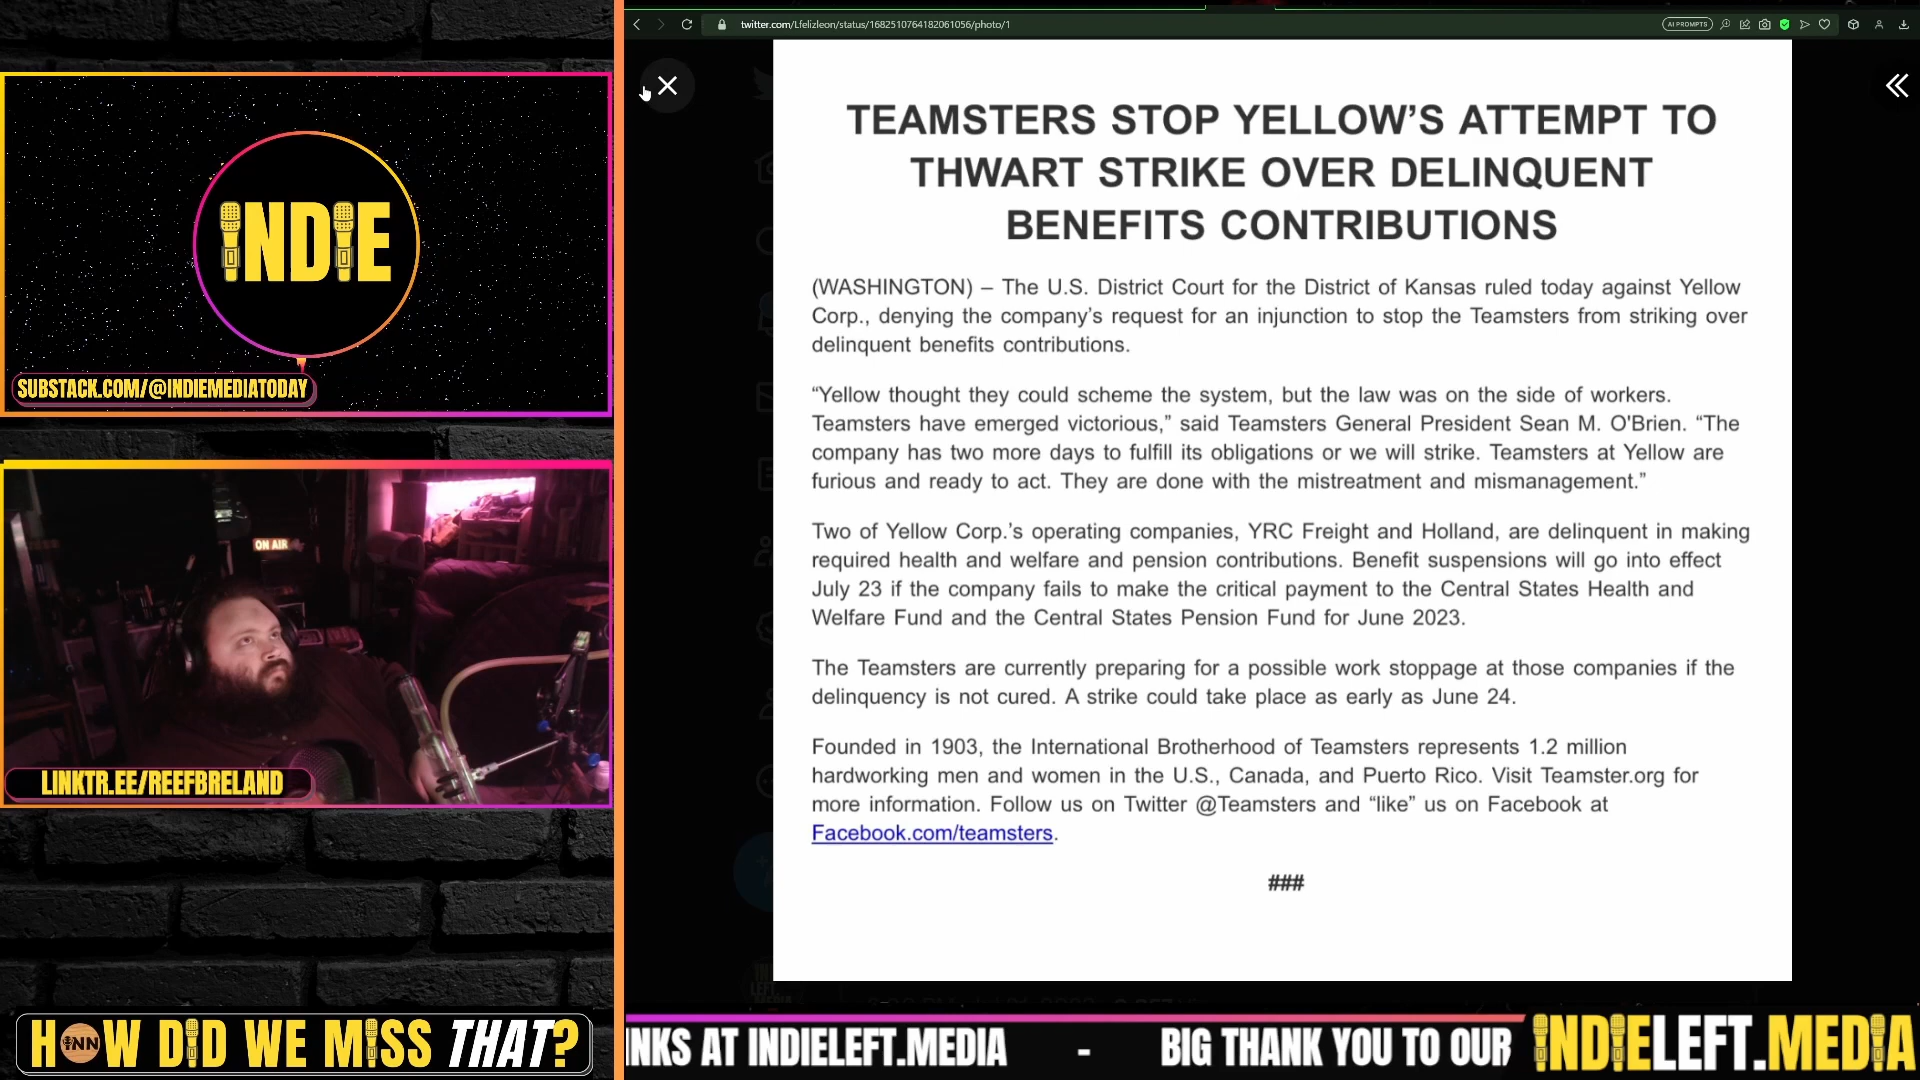 twitter.com/Lfelizleon/status/1682510764182061056/photo/1
AI PROMPTS
INDIE
SUBSTACK.COM/@INDIEMEDIATODAY
ON AIR
LINKTR.EE/REEFBRELAND
HOW DID WE MISS THAT?
INN
TEAMSTERS STOP YELLOW’S ATTEMPT TO
THWART STRIKE OVER DELINQUENT
BENEFITS CONTRIBUTIONS
(WASHINGTON) – The U.S. District Court for the District of Kansas ruled today against Yellow
Corp., denying the company’s request for an injunction to stop the Teamsters from striking over
delinquent benefits contributions.
“Yellow thought they could scheme the system, but the law was on the side of workers.
Teamsters have emerged victorious,” said Teamsters General President Sean M. O'Brien. “The
company has two more days to fulfill its obligations or we will strike. Teamsters at Yellow are
furious and ready to act. They are done with the mistreatment and mismanagement.”
Two of Yellow Corp.’s operating companies, YRC Freight and Holland, are delinquent in making
required health and welfare and pension contributions. Benefit suspensions will go into effect
July 23 if the company fails to make the critical payment to the Central States Health and
Welfare Fund and the Central States Pension Fund for June 2023.
The Teamsters are currently preparing for a possible work stoppage at those companies if the
delinquency is not cured. A strike could take place as early as June 24.
Founded in 1903, the International Brotherhood of Teamsters represents 1.2 million
hardworking men and women in the U.S., Canada, and Puerto Rico. Visit Teamster.org for
more information. Follow us on Twitter @Teamsters and “like” us on Facebook at
Facebook.com/teamsters.
###
INKS AT INDIELEFT.MEDIA - BIG THANK YOU TO OUR
INDIELEFT.MEDIA